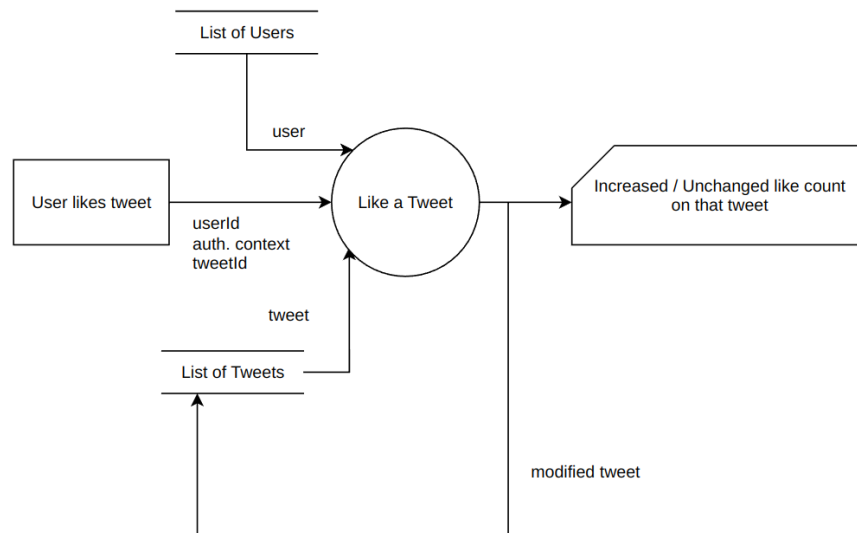 List of Users
user
User likes tweet
Like a Tweet
Increased / Unchanged like count
on that tweet
userId
auth. context
tweetId
tweet
List of Tweets
modified tweet